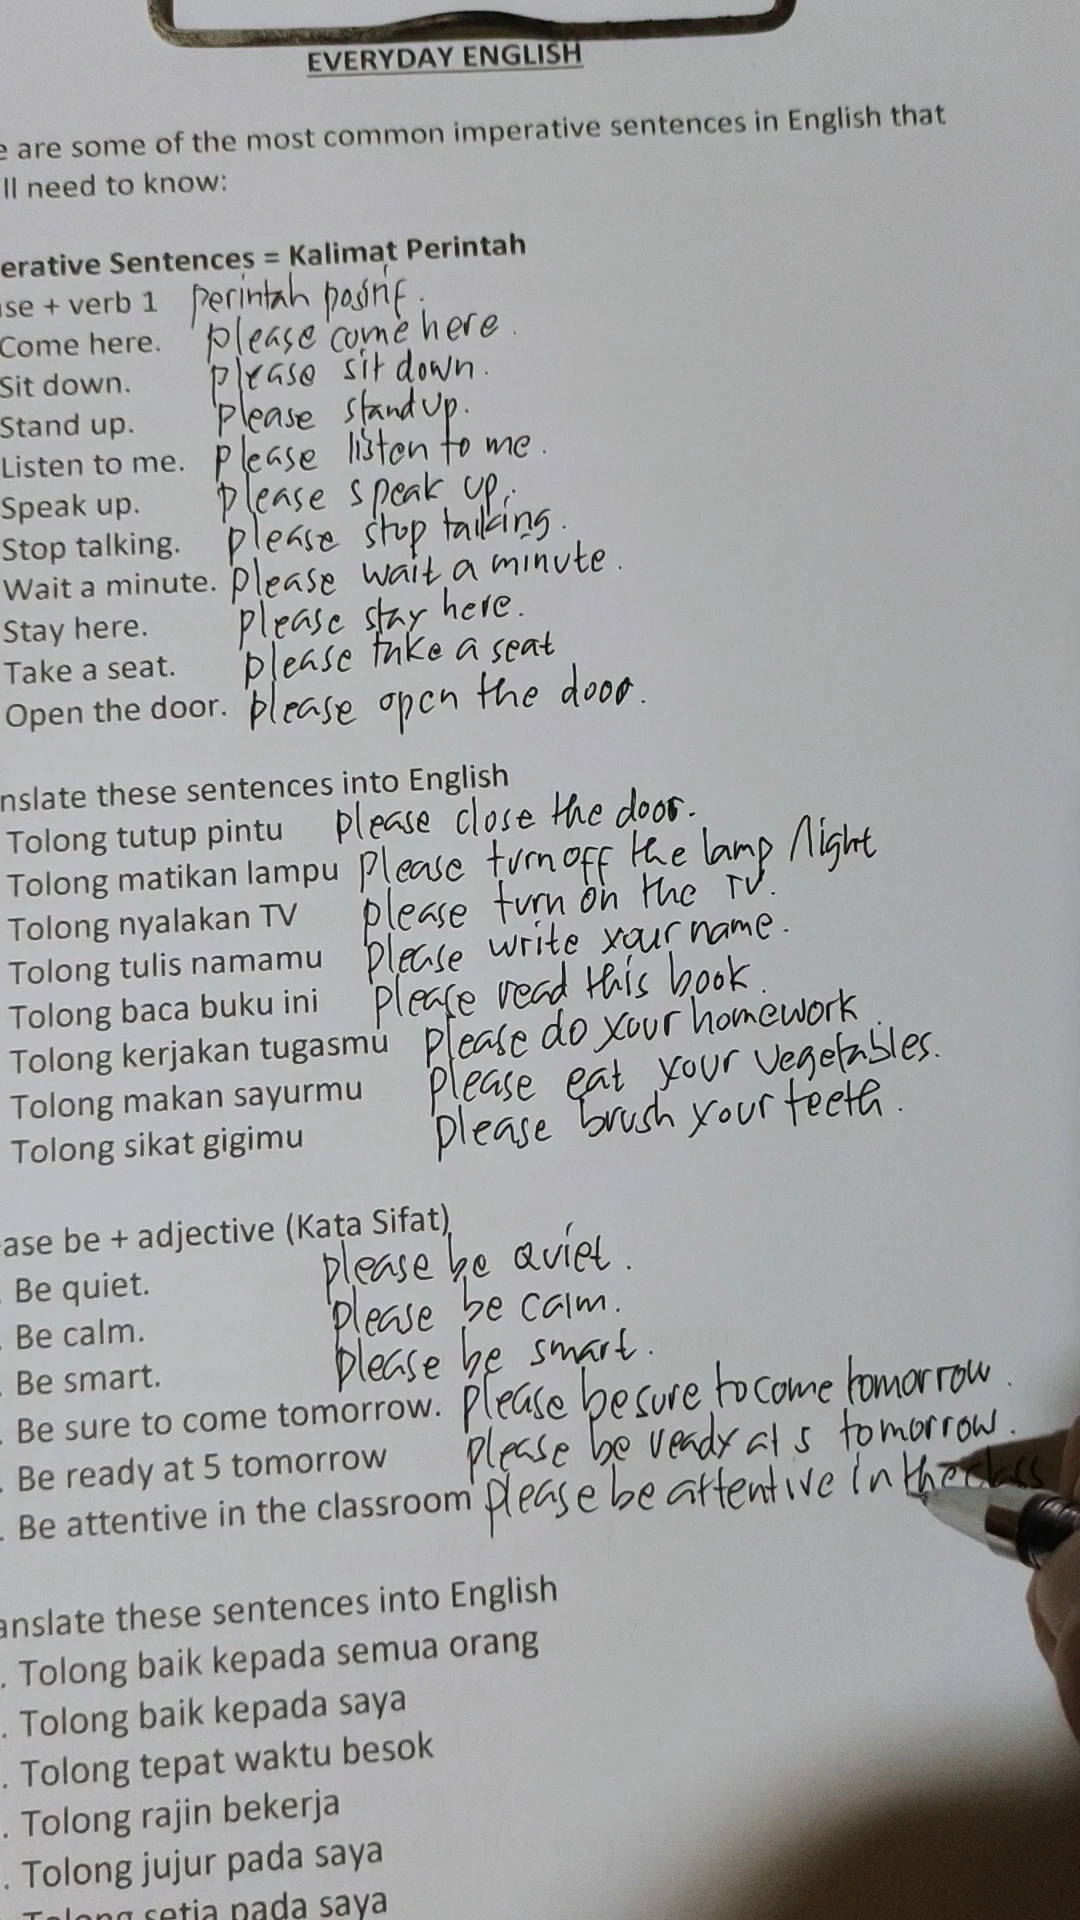 EVERYDAY ENGLISH
e are some of the most common imperative sentences in English that
'll need to know:
erative Sentences = Kalimat Perintah
se + verb 1 perintah positif.
Come here. please come here.
Sit down. please sit down.
Stand up. please stand up.
Listen to me. please listen to me.
Speak up. please speak up.
Stop talking. please stop talking.
Wait a minute. please wait a minute.
Stay here. please stay here.
Take a seat. please take a seat
Open the door. please open the door.
nslate these sentences into English
Tolong tutup pintu please close the door.
Tolong matikan lampu please turn off the lamp / light
Tolong nyalakan TV please turn on the TV.
Tolong tulis namamu please write your name.
Tolong baca buku ini please read this book.
Tolong kerjakan tugasmu please do your homework.
Tolong makan sayurmu please eat your vegetables.
Tolong sikat gigimu please brush your teeth.
ease be + adjective (Kata Sifat)
. Be quiet. please be quiet.
. Be calm. please be calm.
. Be smart. please be smart.
. Be sure to come tomorrow. please be sure to come tomorrow.
. Be ready at 5 tomorrow please be ready at 5 tomorrow.
. Be attentive in the classroom please be attentive in the class
anslate these sentences into English
. Tolong baik kepada semua orang
. Tolong baik kepada saya
. Tolong tepat waktu besok
. Tolong rajin bekerja
. Tolong jujur pada saya
Tolong setia pada saya